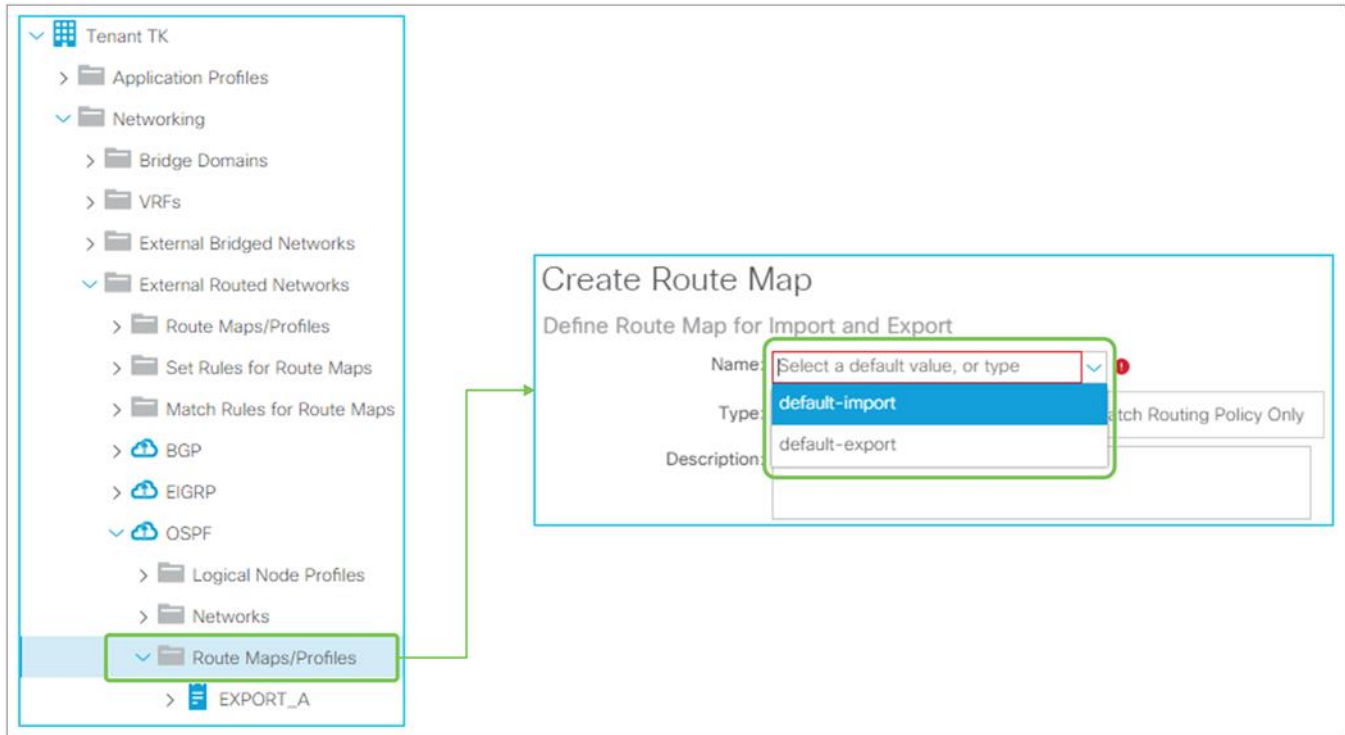 Tenant TK
Application Profiles
Networking
Bridge Domains
VRFs
External Bridged Networks
External Routed Networks
Route Maps/Profiles
Set Rules for Route Maps
Match Rules for Route Maps
BGP
EIGRP
OSPF
Logical Node Profiles
Networks
Route Maps/Profiles
EXPORT_A
Create Route Map
Define Route Map for Import and Export
Name: Select a default value, or type
default-import
Type: tch Routing Policy Only
default-export
Description: